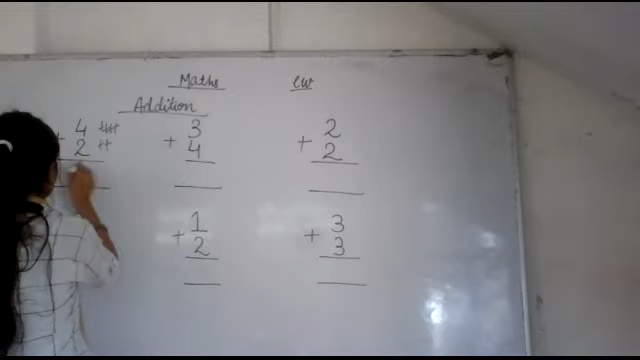 Maths CW
Addition
4 3 2
+ 2 + 4 + 2
1 3
+ 2 + 3